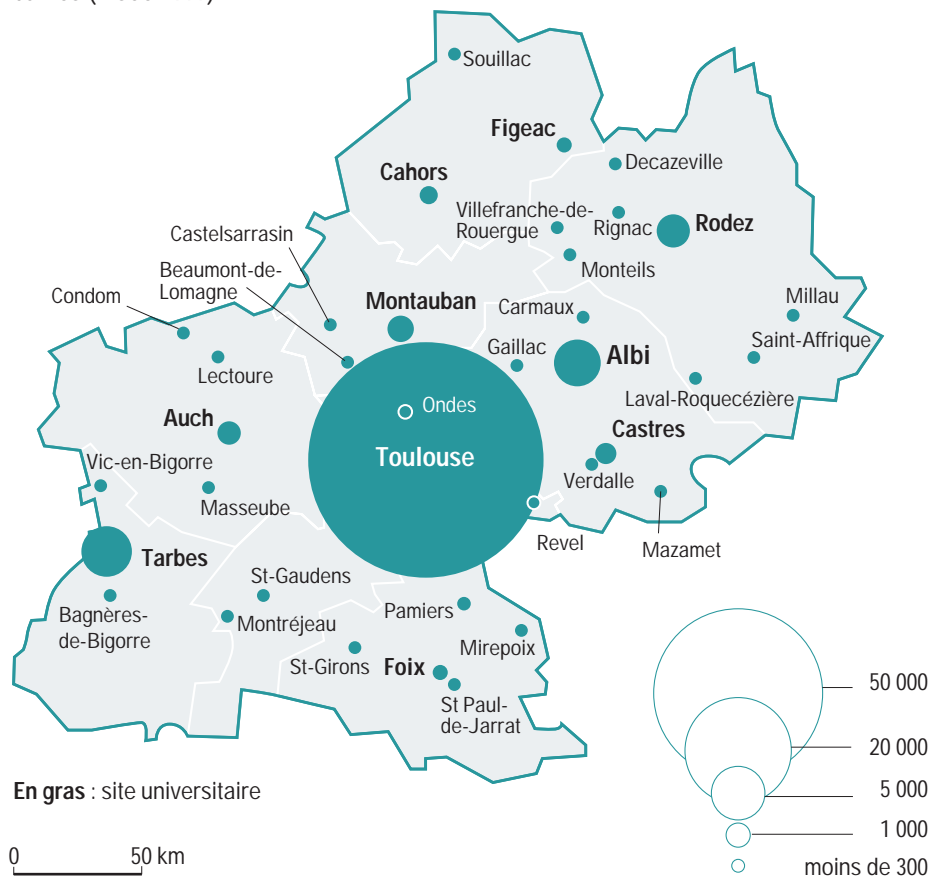 Souillac
Figeac
Decazeville
Cahors
Villefranche-de-
Rouergue
Rignac
Rodez
Castelsarrasin
Monteils
Beaumont-de-
Lomagne
Condom
Montauban
Carmaux
Millau
Saint-Affrique
Gaillac
Albi
Lectoure
Laval-Roquecézière
Ondes
Auch
Castres
Toulouse
Vic-en-Bigorre
Verdalle
Masseube
Revel
Mazamet
Tarbes
St-Gaudens
Pamiers
Bagnères-
de-Bigorre
Montréjeau
Mirepoix
St-Girons
Foix
St Paul-
de-Jarrat
50 000
20 000
5 000
1 000
moins de 300
En gras : site universitaire
0 50 km